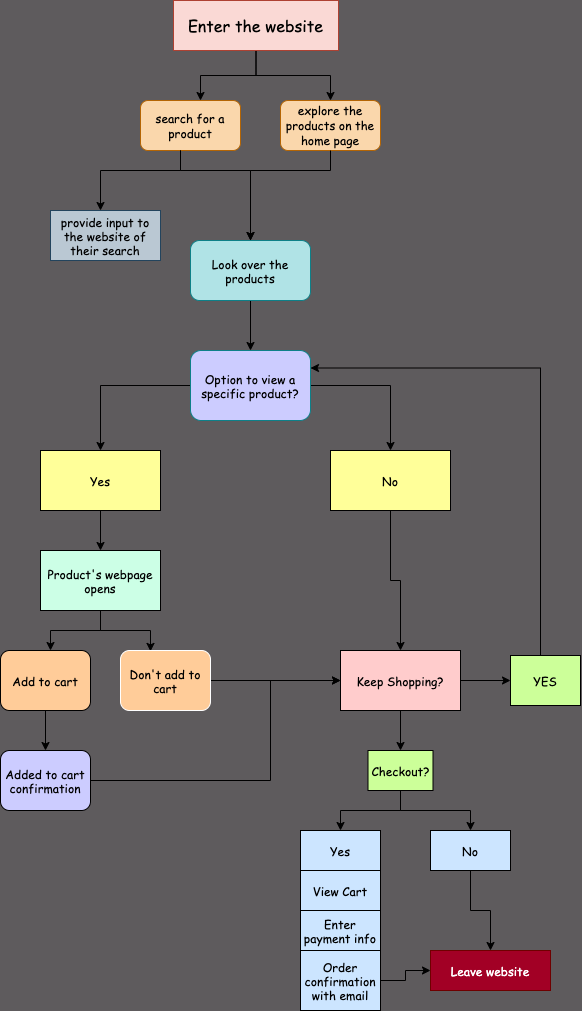 Enter the website
search for a
product
explore the
products on the
home page
provide input to
the website of
their search
Look over the
products
Option to view a
specific product?
Yes
No
Product's webpage
opens
Add to cart
Don't add to
cart
Keep Shopping?
YES
Added to cart
confirmation
Checkout?
Yes
No
View Cart
Enter
payment info
Order
confirmation
with email
Leave website